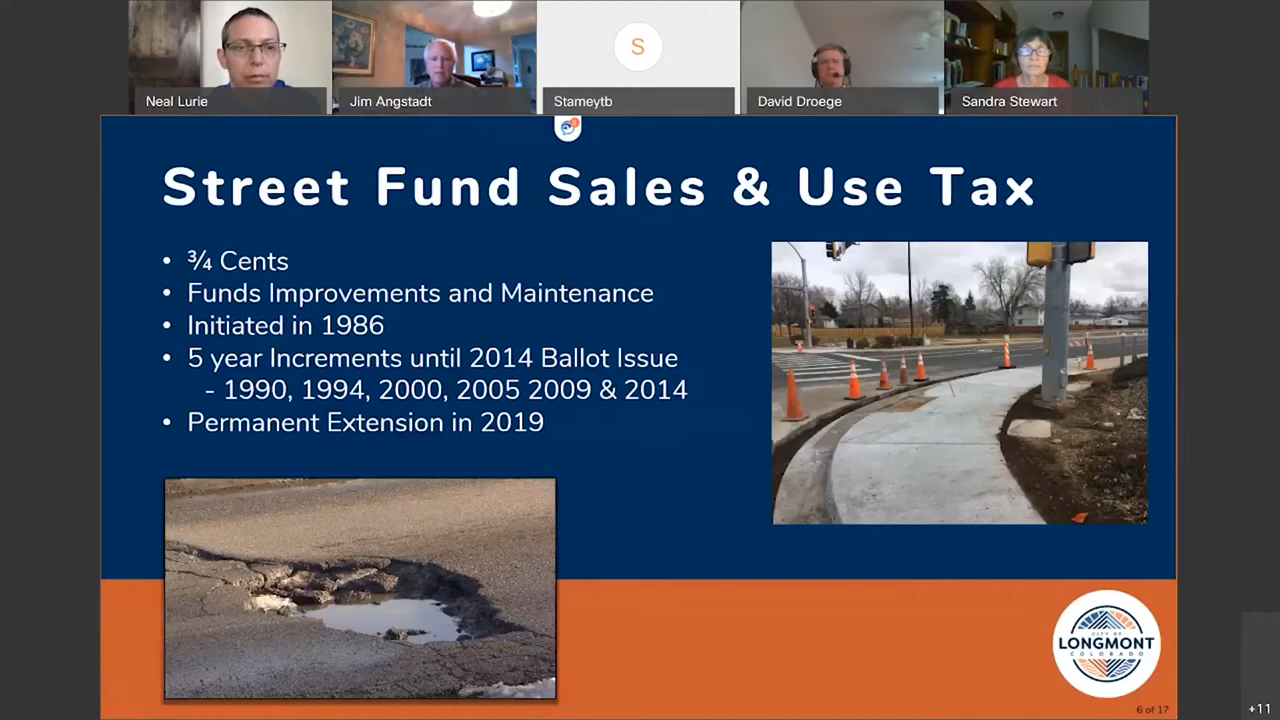 Neal Lurie
Jim Angstadt
S
Stameytb
David Droege
Sandra Stewart
Street Fund Sales & Use Tax
• ¾ Cents
• Funds Improvements and Maintenance
• Initiated in 1986
• 5 year Increments until 2014 Ballot Issue
- 1990, 1994, 2000, 2005 2009 & 2014
• Permanent Extension in 2019
CITY OF
LONGMONT
COLORADO
6 of 17
+11